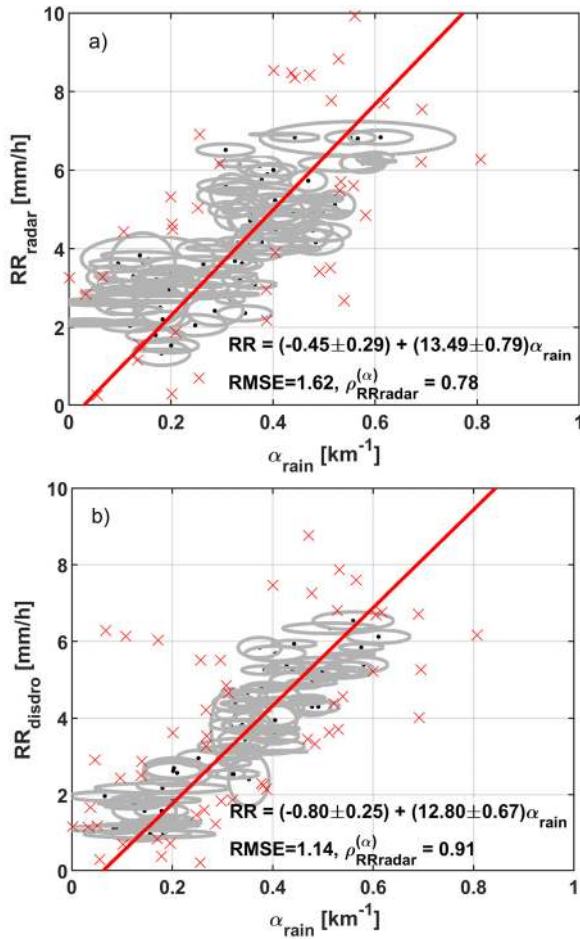 a)
10
8
6
4
2
0
RR_radar [mm/h]
RR = (-0.45±0.29) + (13.49±0.79)α_rain
RMSE=1.62, ρ_RRradar^(α) = 0.78
0 0.2 0.4 0.6 0.8 1
α_rain [km^-1]
b)
10
8
6
4
2
0
RR_disdro [mm/h]
RR = (-0.80±0.25) + (12.80±0.67)α_rain
RMSE=1.14, ρ_RRradar^(α) = 0.91
0 0.2 0.4 0.6 0.8 1
α_rain [km^-1]